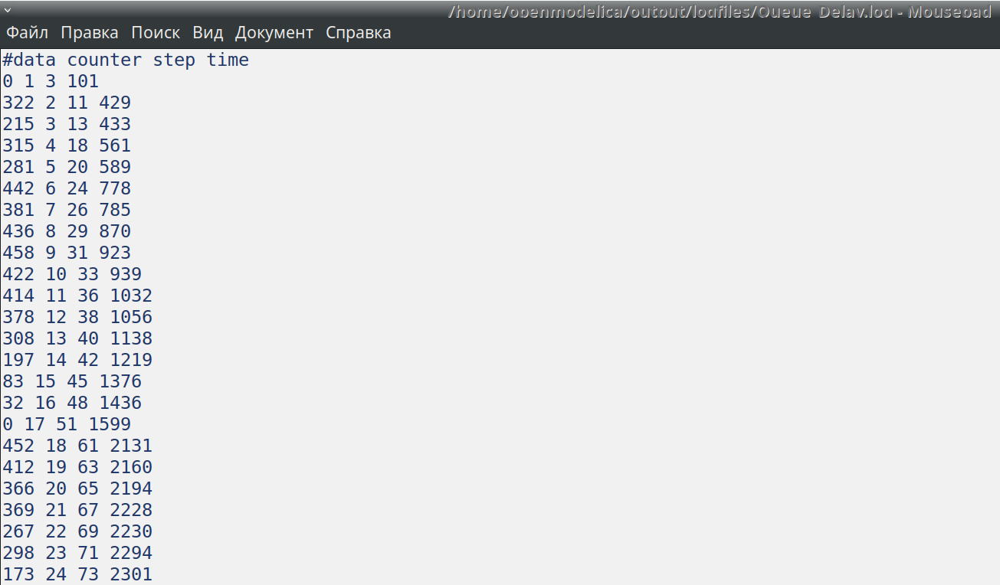 /home/openmodelica/output/logfiles/Queue_Delay.log - Mousepad
Файл Правка Поиск Вид Документ Справка
#data counter step time
0 1 3 101
322 2 11 429
215 3 13 433
315 4 18 561
281 5 20 589
442 6 24 778
381 7 26 785
436 8 29 870
458 9 31 923
422 10 33 939
414 11 36 1032
378 12 38 1056
308 13 40 1138
197 14 42 1219
83 15 45 1376
32 16 48 1436
0 17 51 1599
452 18 61 2131
412 19 63 2160
366 20 65 2194
369 21 67 2228
267 22 69 2230
298 23 71 2294
173 24 73 2301